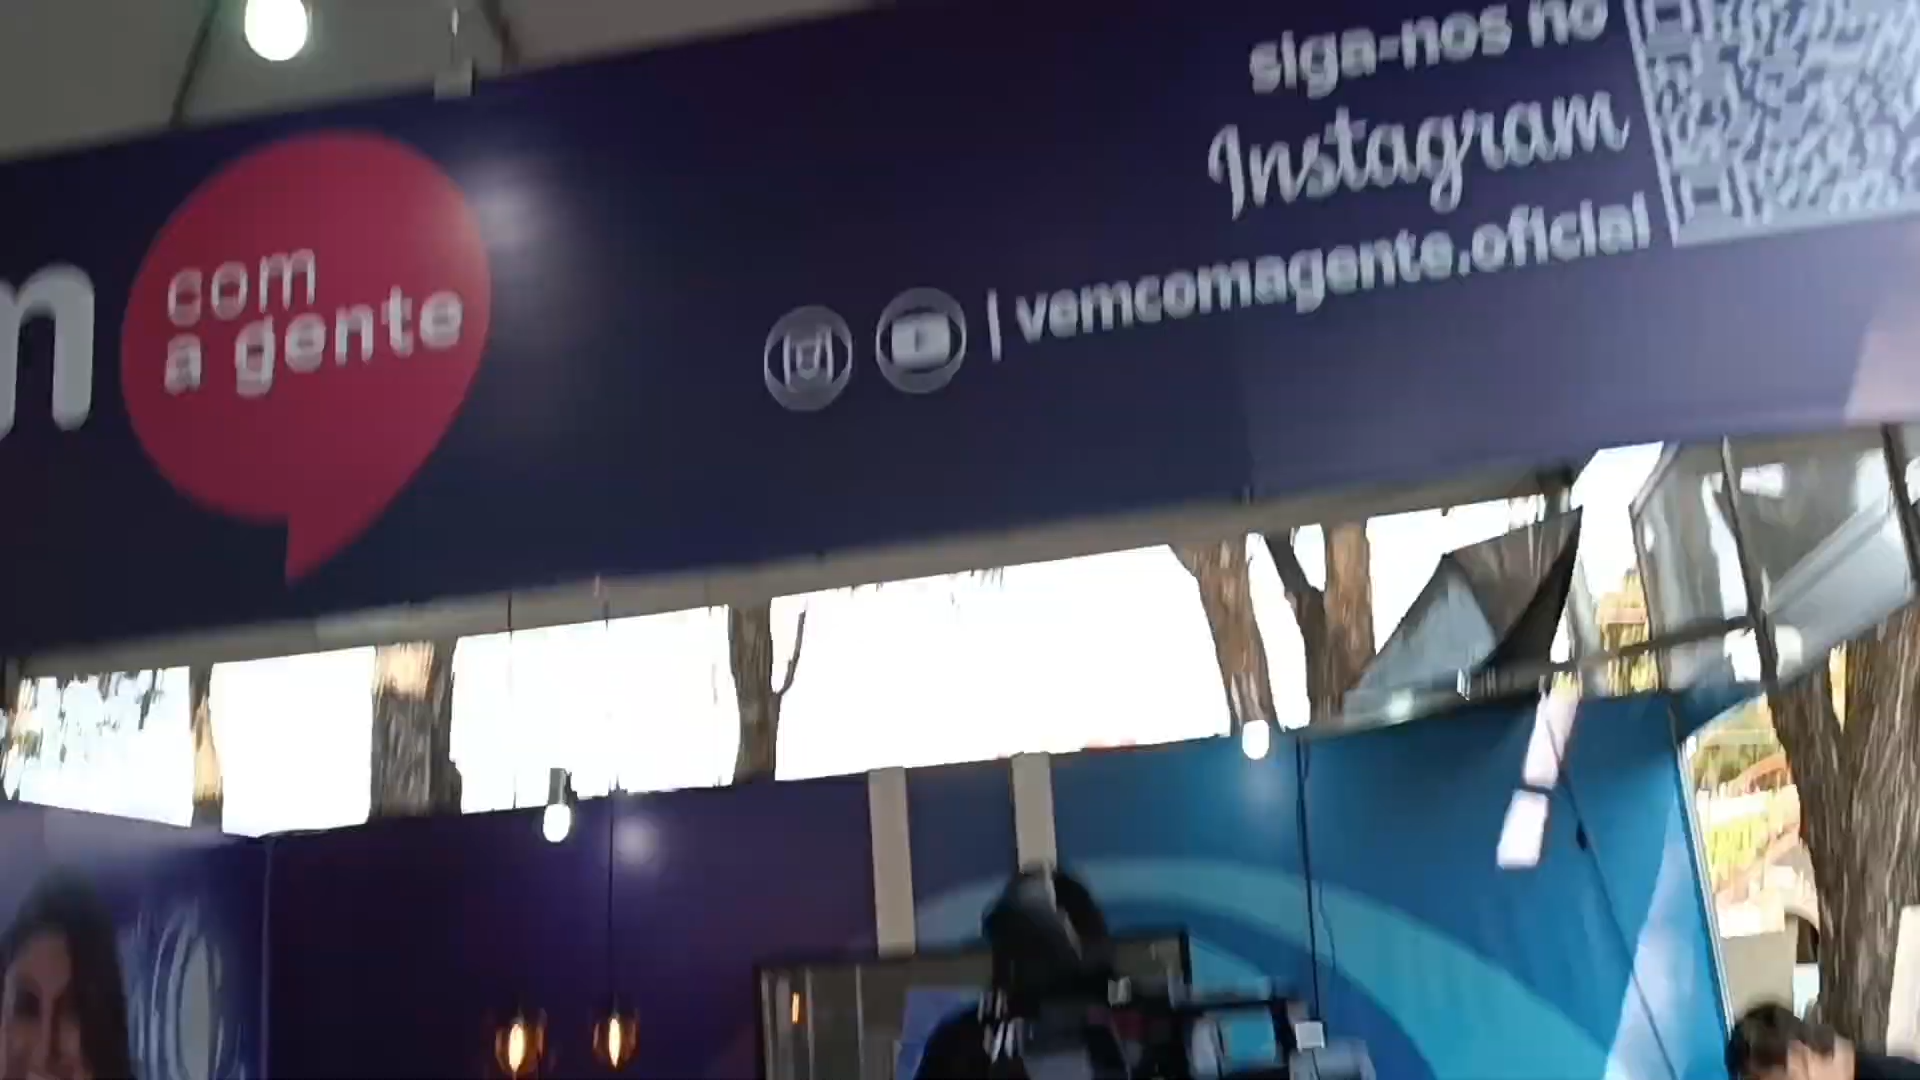 m
com
a gente
siga-nos no
Instagram
| vemcomagente.oficial